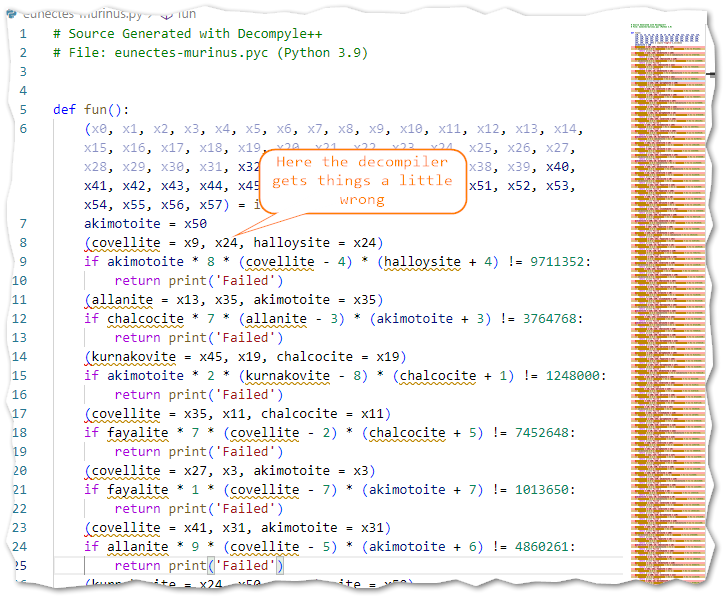 eunectes-murinus.py > fun
1 # Source Generated with Decompyle++
2 # File: eunectes-murinus.pyc (Python 3.9)
3
4
5 def fun():
6 (x0, x1, x2, x3, x4, x5, x6, x7, x8, x9, x10, x11, x12, x13, x14,
x15, x16, x17, x18, x19, x20, x21, x22, x23, x24, x25, x26, x27,
x28, x29, x30, x31, x32 x38, x39, x40,
x41, x42, x43, x44, x45 x51, x52, x53,
x54, x55, x56, x57) = i
Here the decompiler
gets things a little
wrong
7 akimotoite = x50
8 (covellite = x9, x24, halloysite = x24)
9 if akimotoite * 8 * (covellite - 4) * (halloysite + 4) != 9711352:
10 return print('Failed')
11 (allanite = x13, x35, akimotoite = x35)
12 if chalcocite * 7 * (allanite - 3) * (akimotoite + 3) != 3764768:
13 return print('Failed')
14 (kurnakovite = x45, x19, chalcocite = x19)
15 if akimotoite * 2 * (kurnakovite - 8) * (chalcocite + 1) != 1248000:
16 return print('Failed')
17 (covellite = x35, x11, chalcocite = x11)
18 if fayalite * 7 * (covellite - 2) * (chalcocite + 5) != 7452648:
19 return print('Failed')
20 (covellite = x27, x3, akimotoite = x3)
21 if fayalite * 1 * (covellite - 7) * (akimotoite + 7) != 1013650:
22 return print('Failed')
23 (covellite = x41, x31, akimotoite = x31)
24 if allanite * 9 * (covellite - 5) * (akimotoite + 6) != 4860261:
25 return print('Failed')